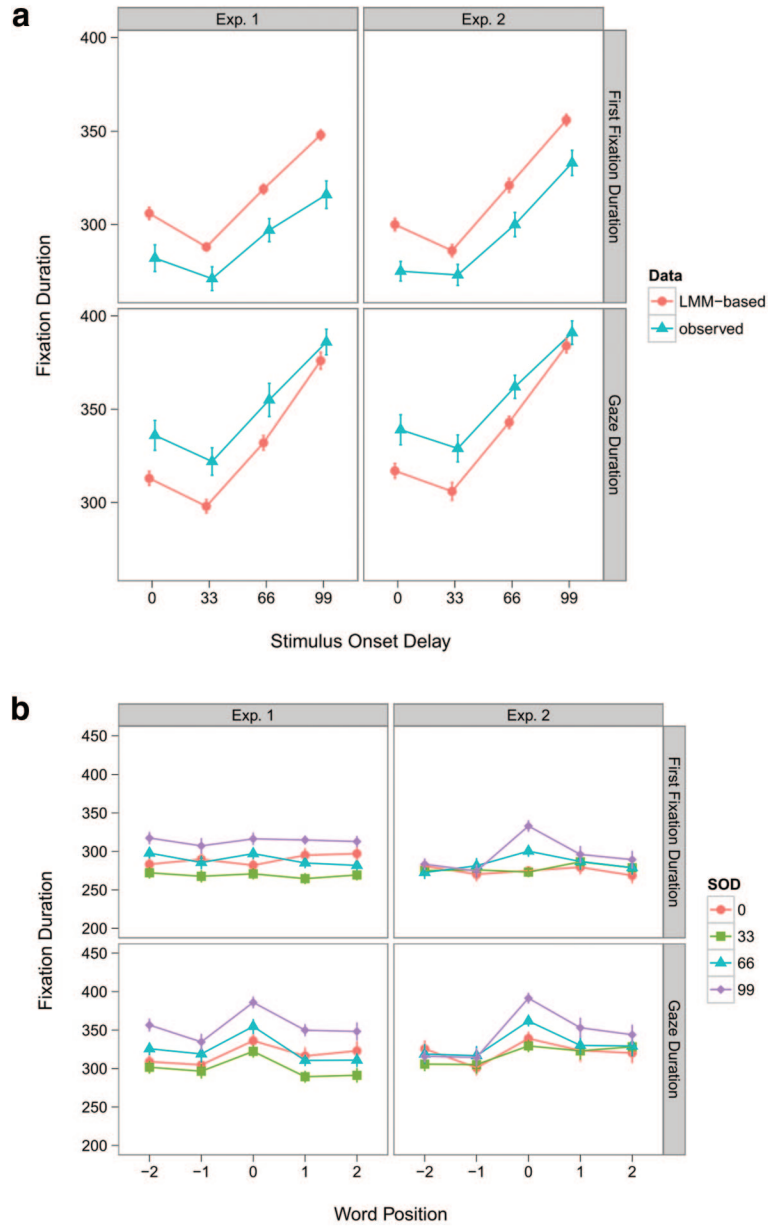 a
Exp. 1 Exp. 2
400
350
300
First Fixation Duration
400
350
300
Gaze Duration
Fixation Duration
0 33 66 99 0 33 66 99
Stimulus Onset Delay
Data
LMM−based
observed
b
Exp. 1 Exp. 2
450
400
350
300
250
200
First Fixation Duration
450
400
350
300
250
200
Gaze Duration
Fixation Duration
−2 −1 0 1 2 −2 −1 0 1 2
Word Position
SOD
0
33
66
99